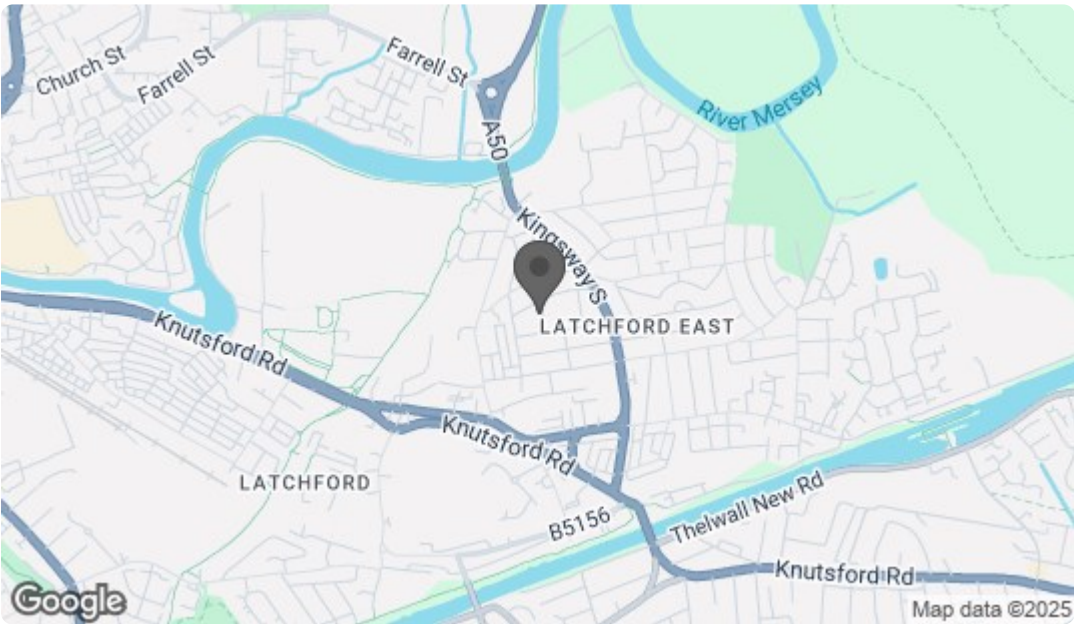 Church St
Farrell St
Farrell St
A50
River Mersey
Kingsway S
LATCHFORD EAST
Knutsford Rd
Knutsford Rd
LATCHFORD
B5156
Thelwall New Rd
Knutsford Rd
Google
Map data ©2025